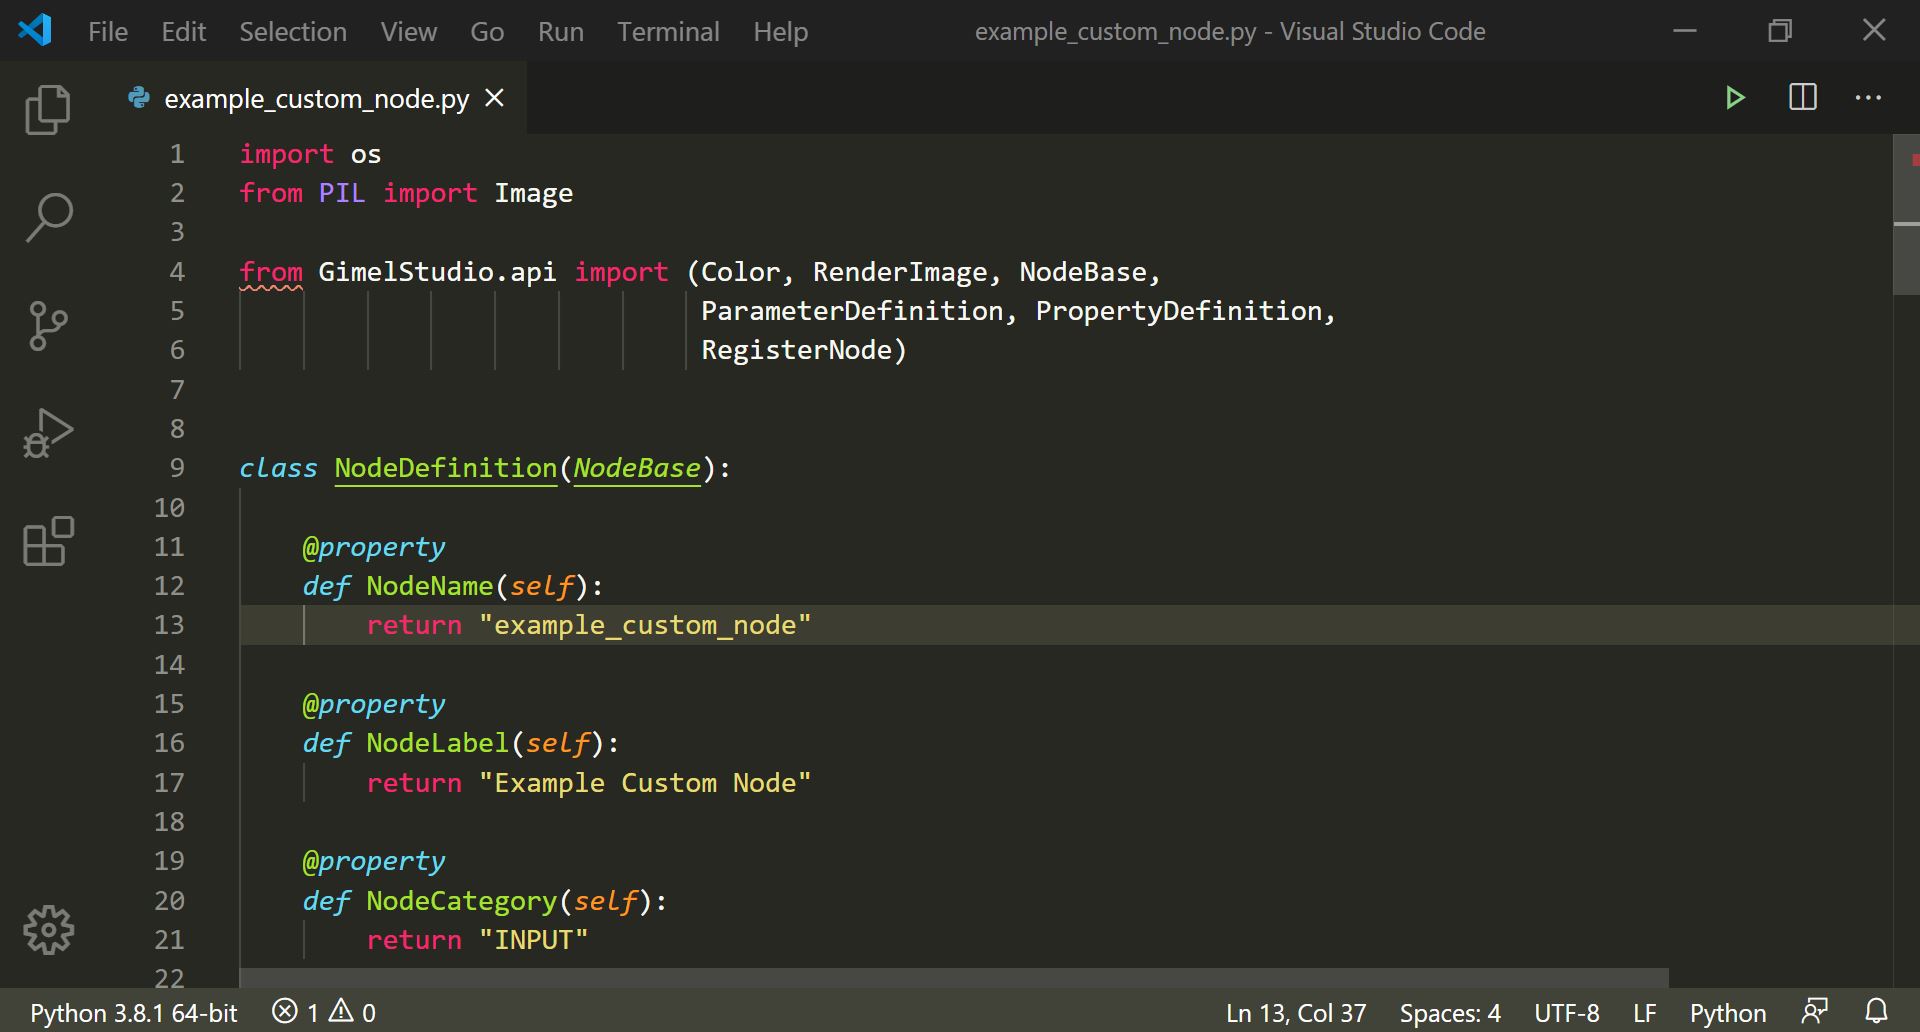 File Edit Selection View Go Run Terminal Help example_custom_node.py - Visual Studio Code
example_custom_node.py
1 import os
2 from PIL import Image
3
4 from GimelStudio.api import (Color, RenderImage, NodeBase,
5 ParameterDefinition, PropertyDefinition,
6 RegisterNode)
7
8
9 class NodeDefinition(NodeBase):
10
11 @property
12 def NodeName(self):
13 return "example_custom_node"
14
15 @property
16 def NodeLabel(self):
17 return "Example Custom Node"
18
19 @property
20 def NodeCategory(self):
21 return "INPUT"
22
Python 3.8.1 64-bit 1 0 Ln 13, Col 37 Spaces: 4 UTF-8 LF Python